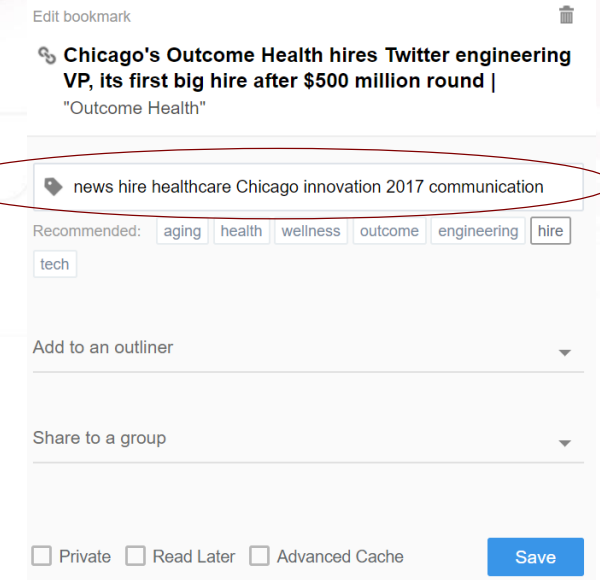 Edit bookmark
Chicago's Outcome Health hires Twitter engineering
VP, its first big hire after $500 million round |
"Outcome Health"
news hire healthcare Chicago innovation 2017 communication
Recommended: aging health wellness outcome engineering hire
tech
Add to an outliner
Share to a group
Private Read Later Advanced Cache Save